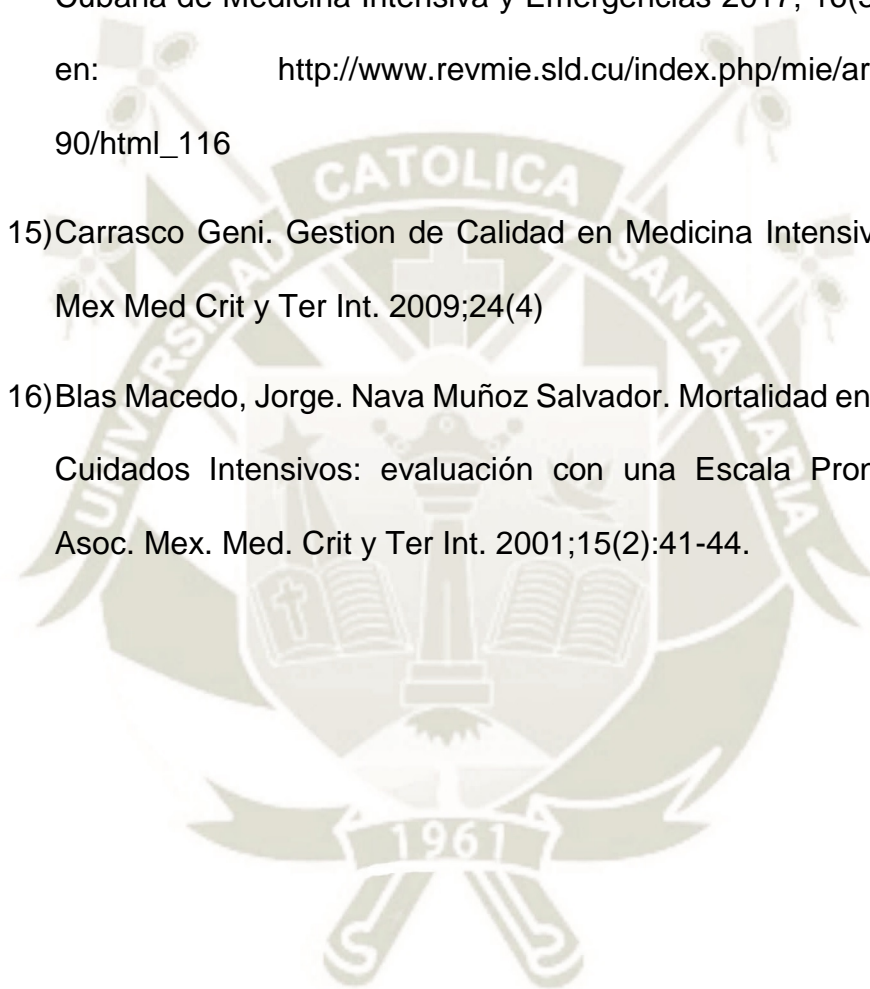 Cubana de Medicina Intensiva y Emergencias 2017; 16(3
en: http://www.revmie.sld.cu/index.php/mie/ar
90/html_116
15)Carrasco Geni. Gestion de Calidad en Medicina Intensiv
Mex Med Crit y Ter Int. 2009;24(4)
16)Blas Macedo, Jorge. Nava Muñoz Salvador. Mortalidad en
Cuidados Intensivos: evaluación con una Escala Pron
Asoc. Mex. Med. Crit y Ter Int. 2001;15(2):41-44.
UNIVERSIDAD CATOLICA SANTA MARIA
1961